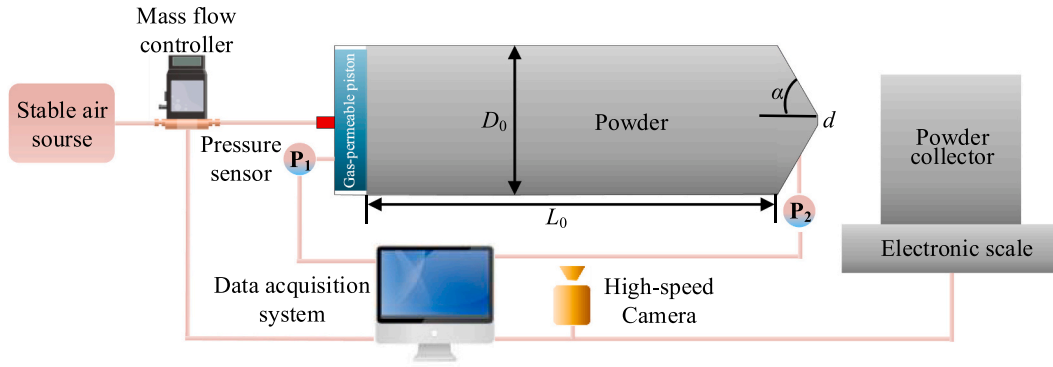 Mass flow
controller
Stable air
sourse
Pressure
sensor
P1
Gas-permeable piston
D0
Powder
α
d
L0
P2
Powder
collector
Electronic scale
Data acquisition
system
High-speed
Camera